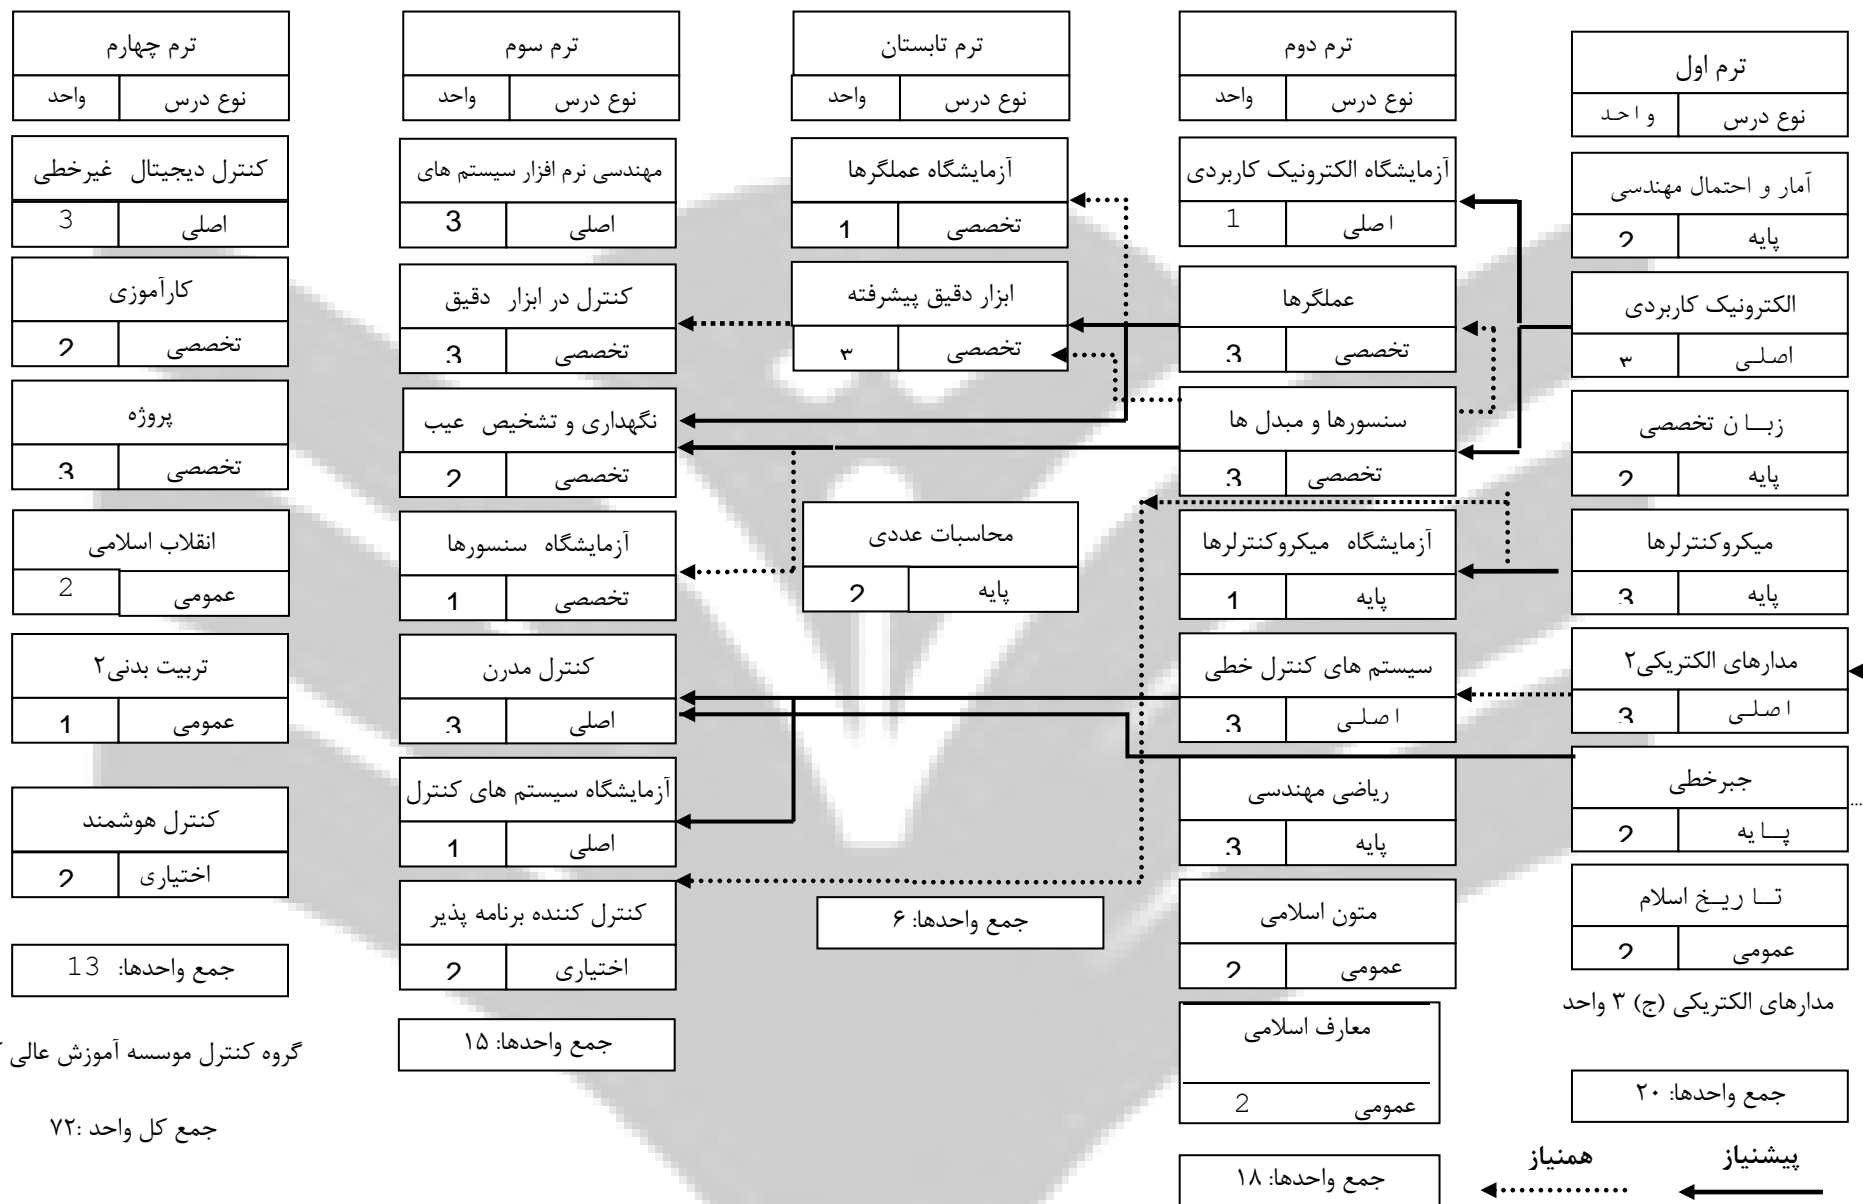 ترم اول
نوع درس واحد
آمار و احتمال مهندسی
پایه 2
الکترونیک کاربردی
اصلی ۳
زبان تخصصی
پایه 2
میکروکنترلرها
پایه 3
مدارهای الکتریکی۲
اصلی 3
جبرخطی
پایه 2
...
تاریخ اسلام
عمومی 2
مدارهای الکتریکی (ج) ۳ واحد
جمع واحدها: ۲۰
پیشنیاز
همنیاز
ترم دوم
نوع درس واحد
آزمایشگاه الکترونیک کاربردی
اصلی 1
عملگرها
تخصصی 3
سنسورها و مبدل ها
تخصصی 3
آزمایشگاه میکروکنترلرها
پایه 1
سیستم های کنترل خطی
اصلی 3
ریاضی مهندسی
پایه 3
متون اسلامی
عمومی 2
معارف اسلامی
عمومی 2
جمع واحدها: ۱۸
ترم تابستان
نوع درس واحد
آزمایشگاه عملگرها
تخصصی 1
ابزار دقیق پیشرفته
تخصصی ۳
محاسبات عددی
پایه 2
جمع واحدها: ۶
ترم سوم
نوع درس واحد
مهندسی نرم افزار سیستم های
اصلی 3
کنترل در ابزار دقیق
تخصصی 3
نگهداری و تشخیص عیب
تخصصی 2
آزمایشگاه سنسورها
تخصصی 1
کنترل مدرن
اصلی 3
آزمایشگاه سیستم های کنترل
اصلی 1
کنترل کننده برنامه پذیر
اختیاری 2
جمع واحدها: ۱۵
ترم چهارم
نوع درس واحد
کنترل دیجیتال غیرخطی
اصلی 3
کارآموزی
تخصصی 2
پروژه
تخصصی 3
انقلاب اسلامی
عمومی 2
تربیت بدنی۲
عمومی 1
کنترل هوشمند
اختیاری 2
جمع واحدها: 13
گروه کنترل موسسه آموزش عالی
جمع کل واحد :۷۲